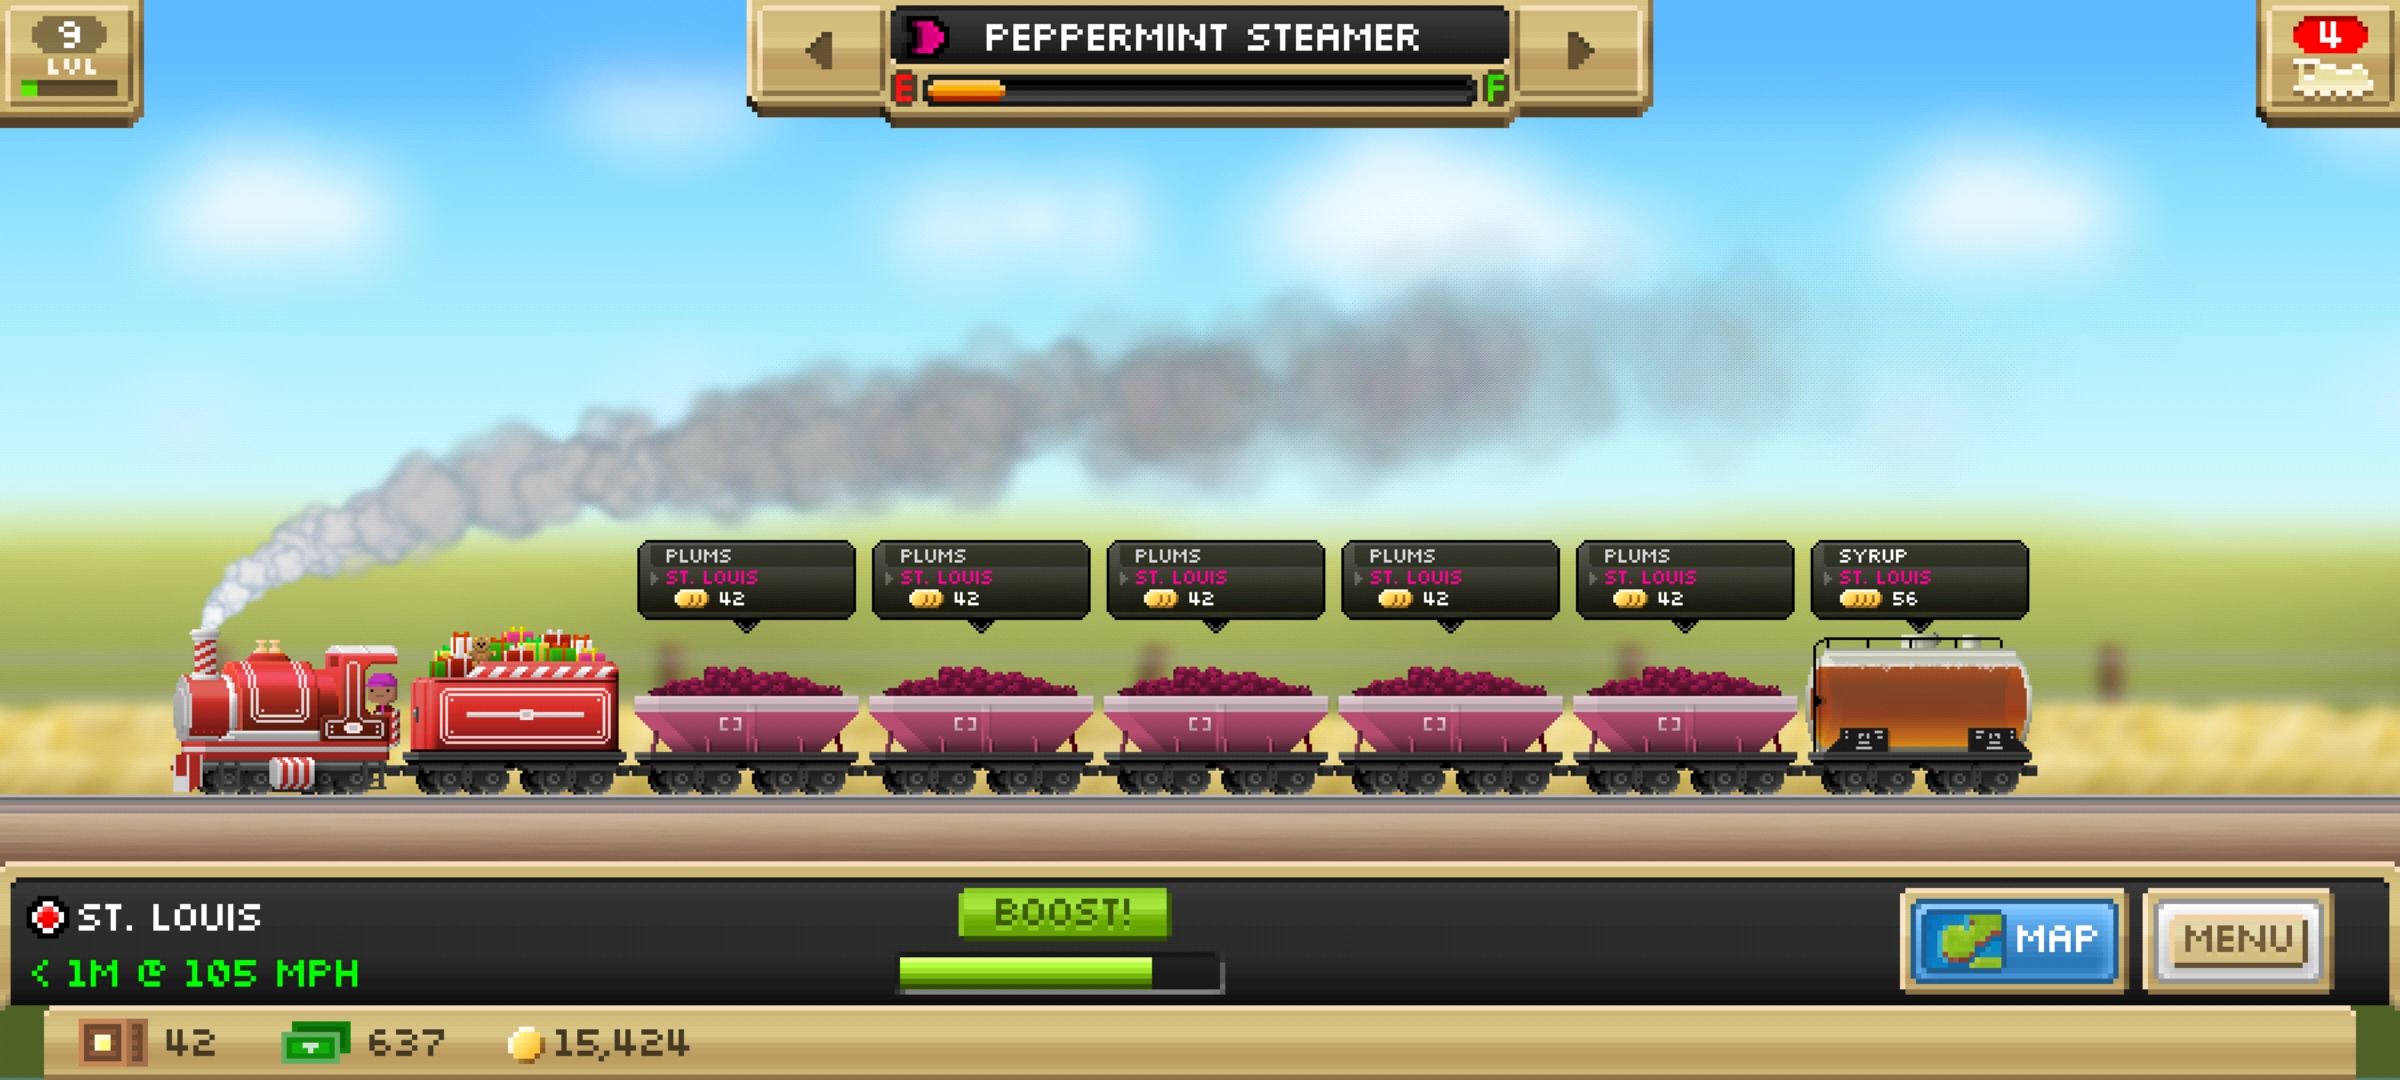 9
LVL
PEPPERMINT STEAMER
E F
4
PLUMS
ST. LOUIS
42
PLUMS
ST. LOUIS
42
PLUMS
ST. LOUIS
42
PLUMS
ST. LOUIS
42
PLUMS
ST. LOUIS
42
SYRUP
ST. LOUIS
56
ST. LOUIS
< 1M @ 105 MPH
BOOST!
MAP
MENU
42
637
15,424